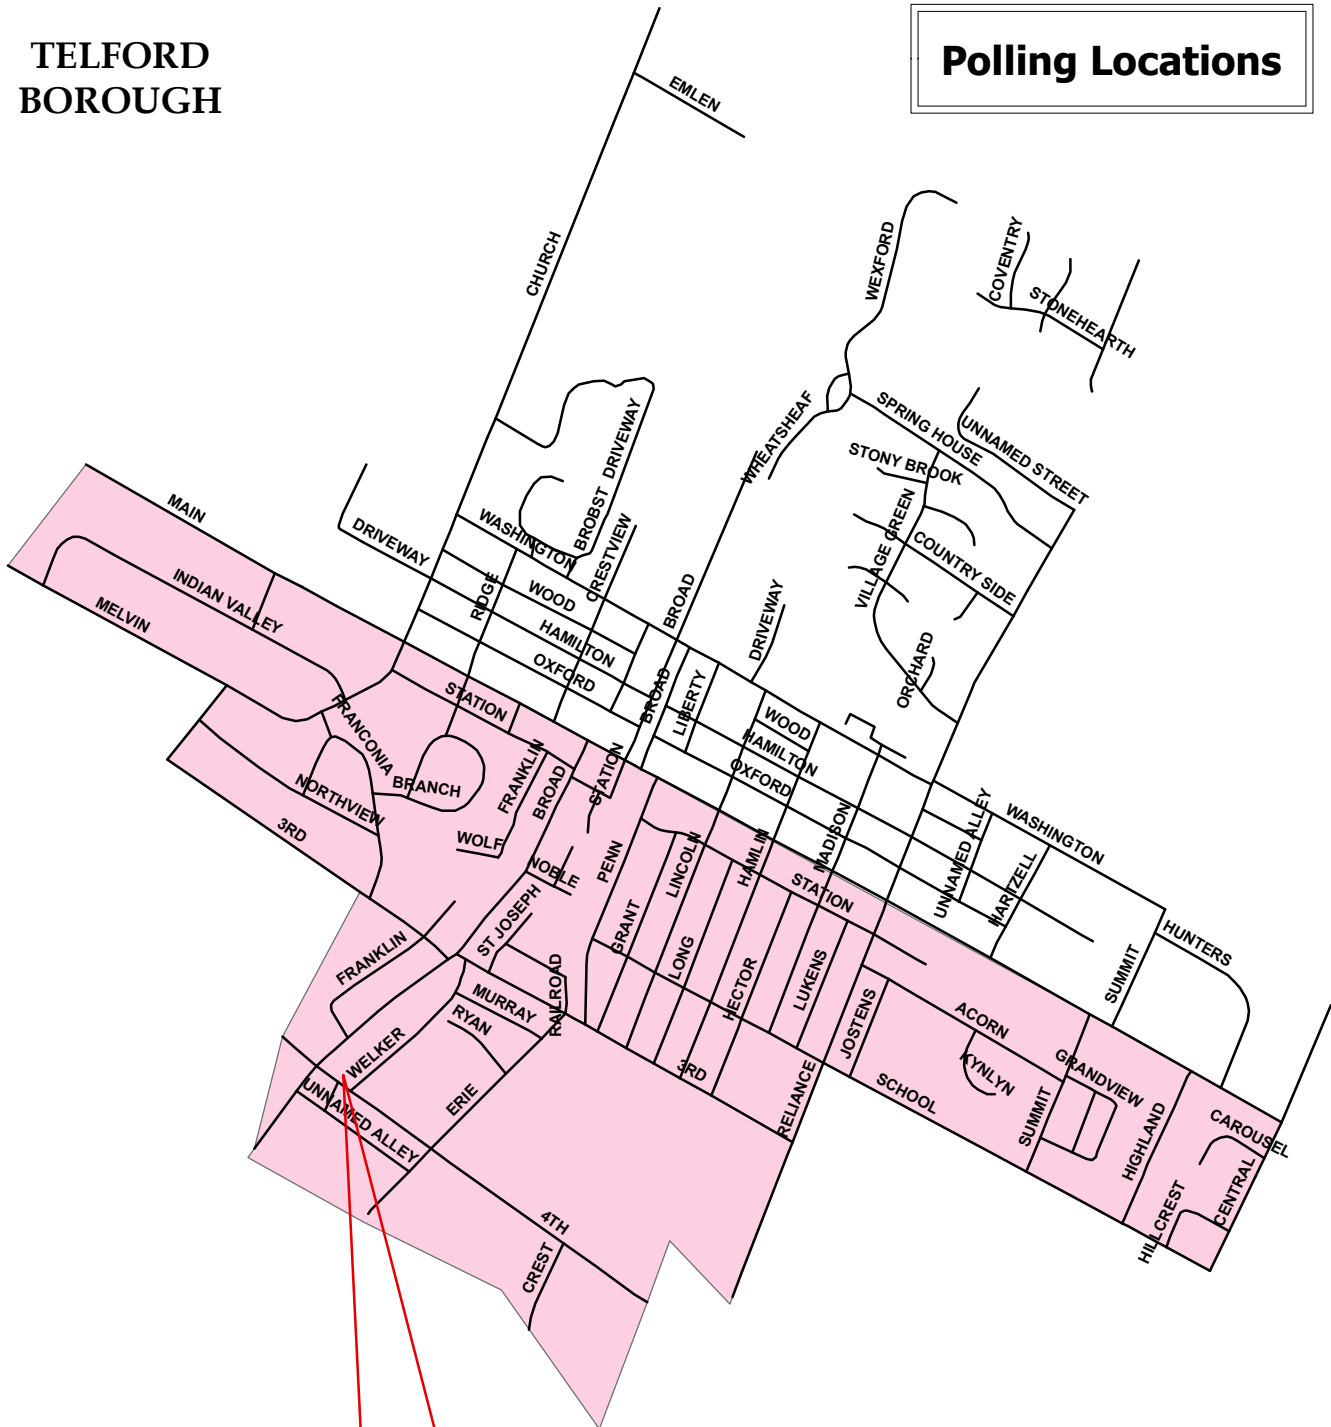 TELFORD
BOROUGH
Polling Locations
EMLEN
CHURCH
WEXFORD
COVENTRY
STONEHEARTH
WHEATSHEAF
SPRING HOUSE
UNNAMED STREET
STONY BROOK
VILLAGE GREEN
COUNTRY SIDE
ORCHARD
DRIVEWAY
BROBST
CRESTVIEW
MAIN
DRIVEWAY
WASHINGTON
RIDGE
WOOD
HAMILTON
OXFORD
BROAD
DRIVEWAY
INDIAN VALLEY
MELVIN
STATION
BROAD
LIBERTY
WOOD
HAMILTON
OXFORD
FRANCONIA
BRANCH
NORTHVIEW
3RD
FRANKLIN
BROAD
STATION
WOLF
NOBLE
PENN
LINCOLN
HAMLIN
MADISON
UNNAMED ALLEY
WASHINGTON
HARTZELL
STATION
HUNTERS
SUMMIT
ST JOSEPH
GRANT
LONG
HECTOR
LUKENS
JOSTENS
ACORN
FRANKLIN
MURRAY
RAILROAD
RYAN
WELKER
UNNAMED ALLEY
ERIE
3RD
RELIANCE
SCHOOL
KYNLYN
GRANDVIEW
SUMMIT
HIGHLAND
CAROUSEL
CENTRAL
HILLCREST
4TH
CREST